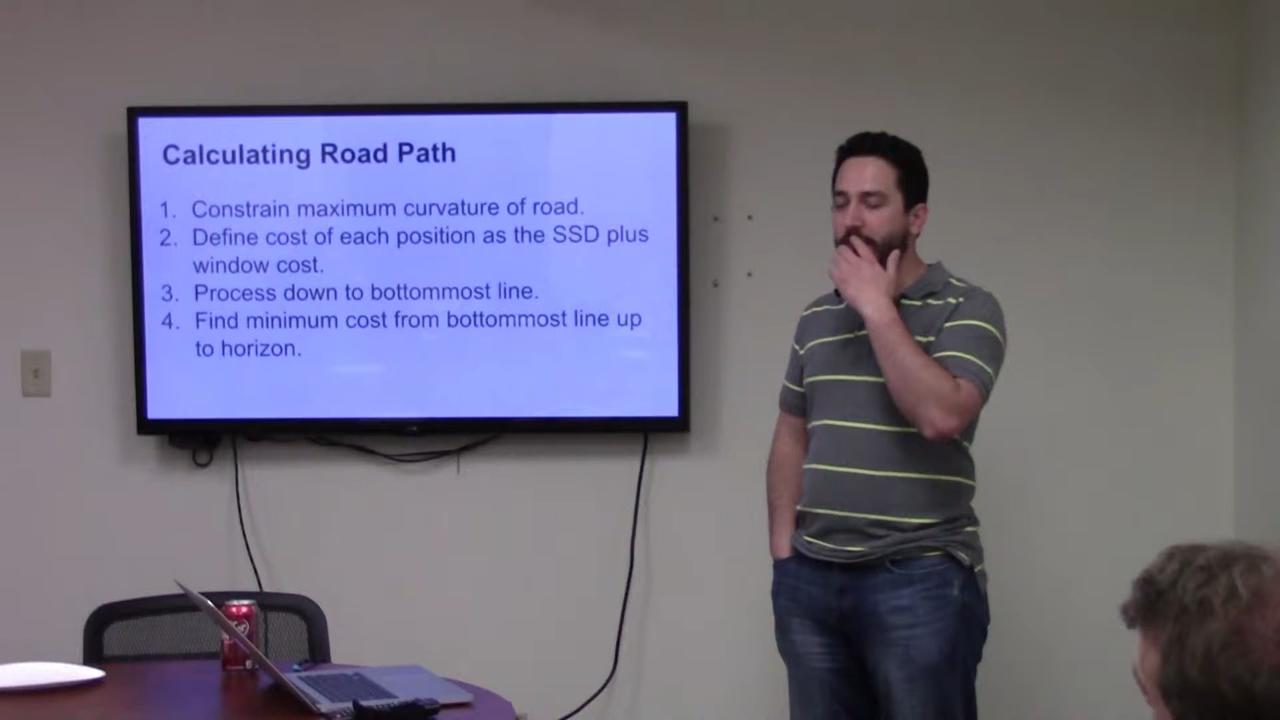 Calculating Road Path
1. Constrain maximum curvature of road.
2. Define cost of each position as the SSD plus
window cost.
3. Process down to bottommost line.
4. Find minimum cost from bottommost line up
to horizon.